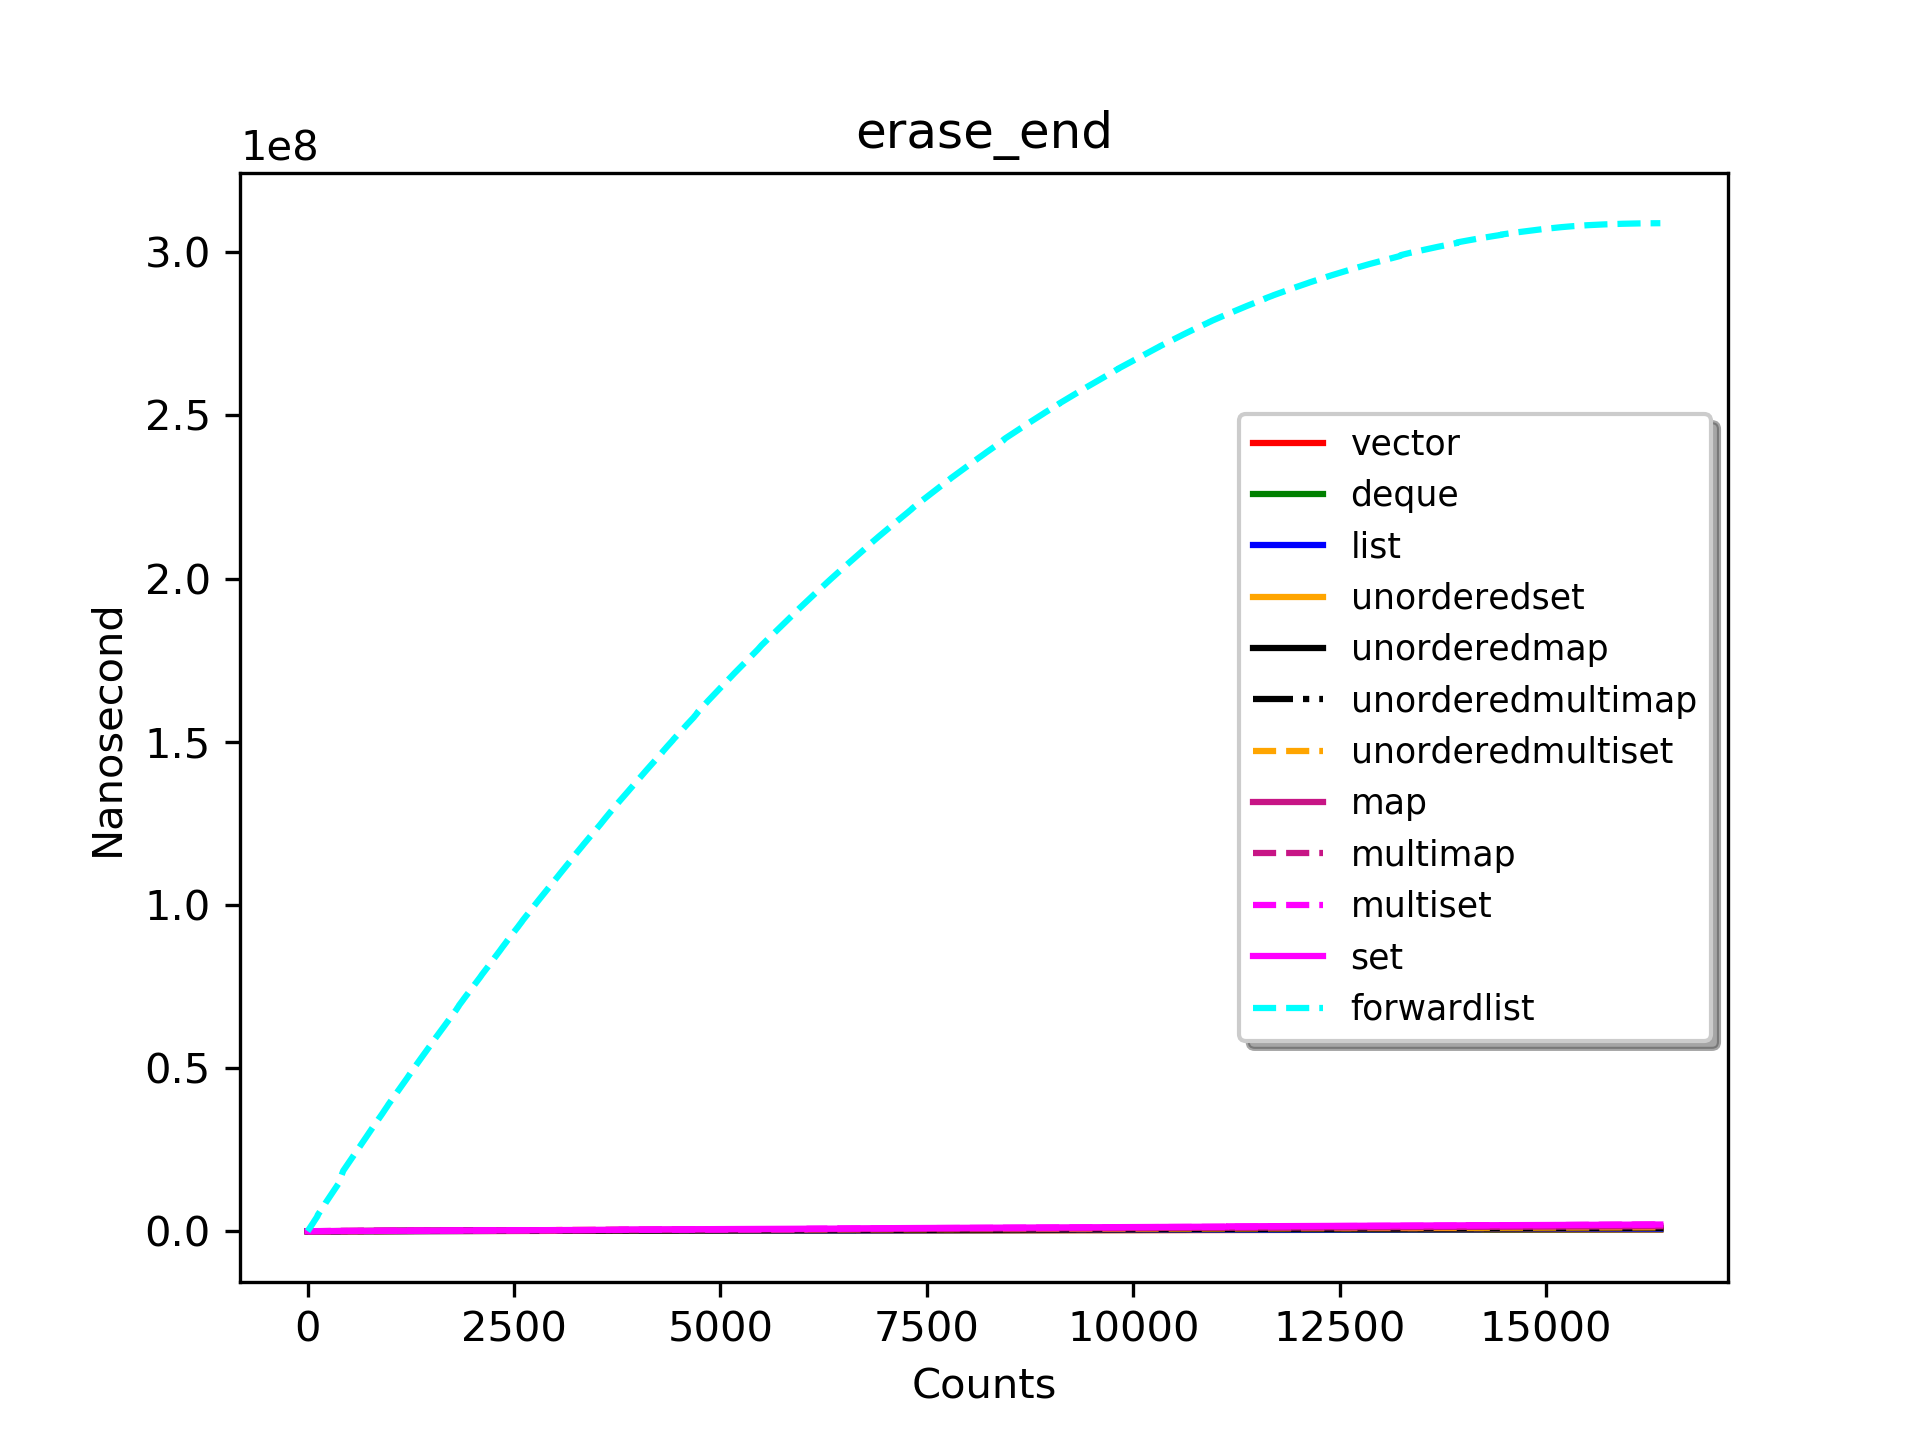 erase_end
1e8
3.0
2.5
2.0
1.5
1.0
0.5
0.0
Nanosecond
vector
deque
list
unorderedset
unorderedmap
unorderedmultimap
unorderedmultiset
map
multimap
multiset
set
forwardlist
0 2500 5000 7500 10000 12500 15000
Counts